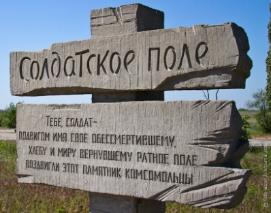 СОЛДАТСКОЕ ПОЛЕ
ТЕБЕ, СОЛДАТ-
ПОДВИГОМ ИМЯ СВОЕ ОБЕССМЕРТИВШЕМУ,
ХЛЕБУ И МИРУ ВЕРНУВШЕМУ РАТНОЕ ПОЛЕ
ВОЗДВИГЛИ ЭТОТ ПАМЯТНИК КОМСОМОЛЬЦЫ